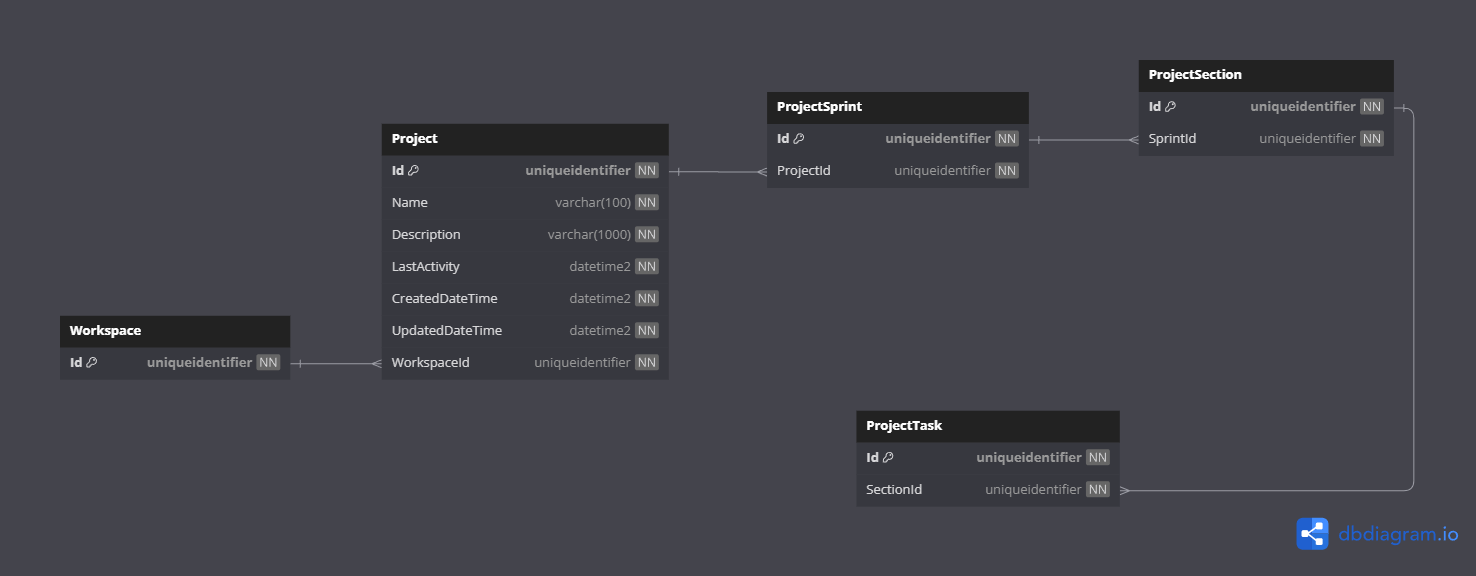 Workspace
Id uniqueidentifier NN
Project
Id uniqueidentifier NN
Name varchar(100) NN
Description varchar(1000) NN
LastActivity datetime2 NN
CreatedDateTime datetime2 NN
UpdatedDateTime datetime2 NN
WorkspaceId uniqueidentifier NN
ProjectSprint
Id uniqueidentifier NN
ProjectId uniqueidentifier NN
ProjectSection
Id uniqueidentifier NN
SprintId uniqueidentifier NN
ProjectTask
Id uniqueidentifier NN
SectionId uniqueidentifier NN
dbdiagram.io